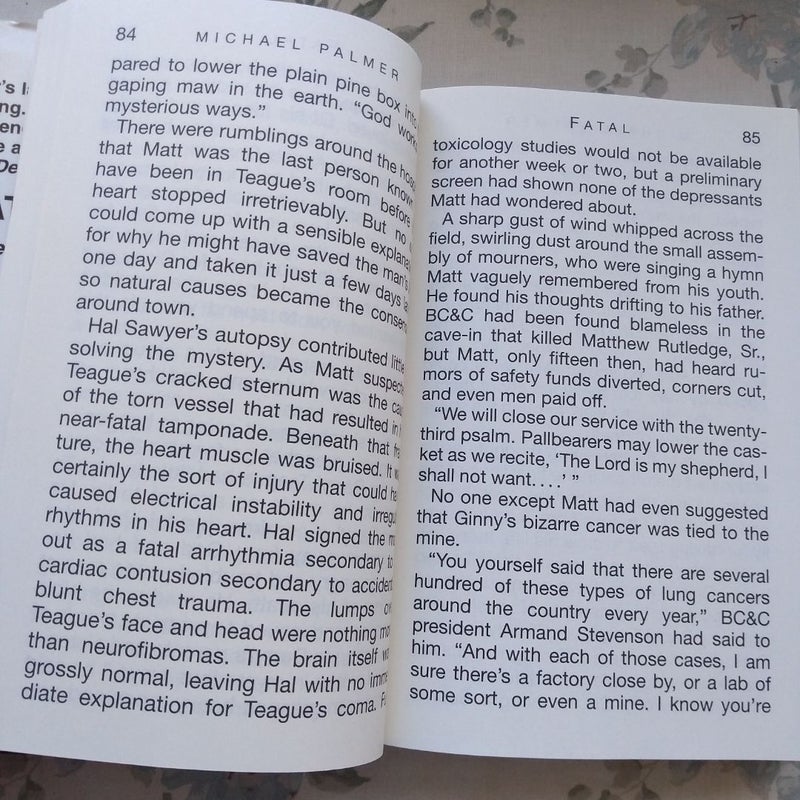 's l
ng.
en
e a
De
AT
e
84 MICHAEL PALMER
pared to lower the plain pine box into
gaping maw in the earth. “God work
mysterious ways.”
There were rumblings around the hosp
that Matt was the last person known
have been in Teague’s room before
heart stopped irretrievably. But no
could come up with a sensible explana
for why he might have saved the man’s
one day and taken it just a few days
so natural causes became the consen
around town.
Hal Sawyer’s autopsy contributed little
solving the mystery. As Matt suspecte
Teague’s cracked sternum was the cau
of the torn vessel that had resulted in
near-fatal tamponade. Beneath that fra
ture, the heart muscle was bruised. It w
certainly the sort of injury that could ha
caused electrical instability and irregu
rhythms in his heart. Hal signed the m
out as a fatal arrhythmia secondary to
cardiac contusion secondary to accident
blunt chest trauma. The lumps o
Teague’s face and head were nothing mo
than neurofibromas. The brain itself w
grossly normal, leaving Hal with no imme
diate explanation for Teague’s coma. F
FATAL 85
toxicology studies would not be available
for another week or two, but a preliminary
screen had shown none of the depressants
Matt had wondered about.
A sharp gust of wind whipped across the
field, swirling dust around the small assem-
bly of mourners, who were singing a hymn
Matt vaguely remembered from his youth.
He found his thoughts drifting to his father.
BC&C had been found blameless in the
cave-in that killed Matthew Rutledge, Sr.,
but Matt, only fifteen then, had heard ru-
mors of safety funds diverted, corners cut,
and even men paid off.
“We will close our service with the twenty-
third psalm. Pallbearers may lower the cas-
ket as we recite, ‘The Lord is my shepherd, I
shall not want. . . .’ ”
No one except Matt had even suggested
that Ginny’s bizarre cancer was tied to the
mine.
“You yourself said that there are several
hundred of these types of lung cancers
around the country every year,” BC&C
president Armand Stevenson had said to
him. “And with each of those cases, I am
sure there’s a factory close by, or a lab of
some sort, or even a mine. I know you’re